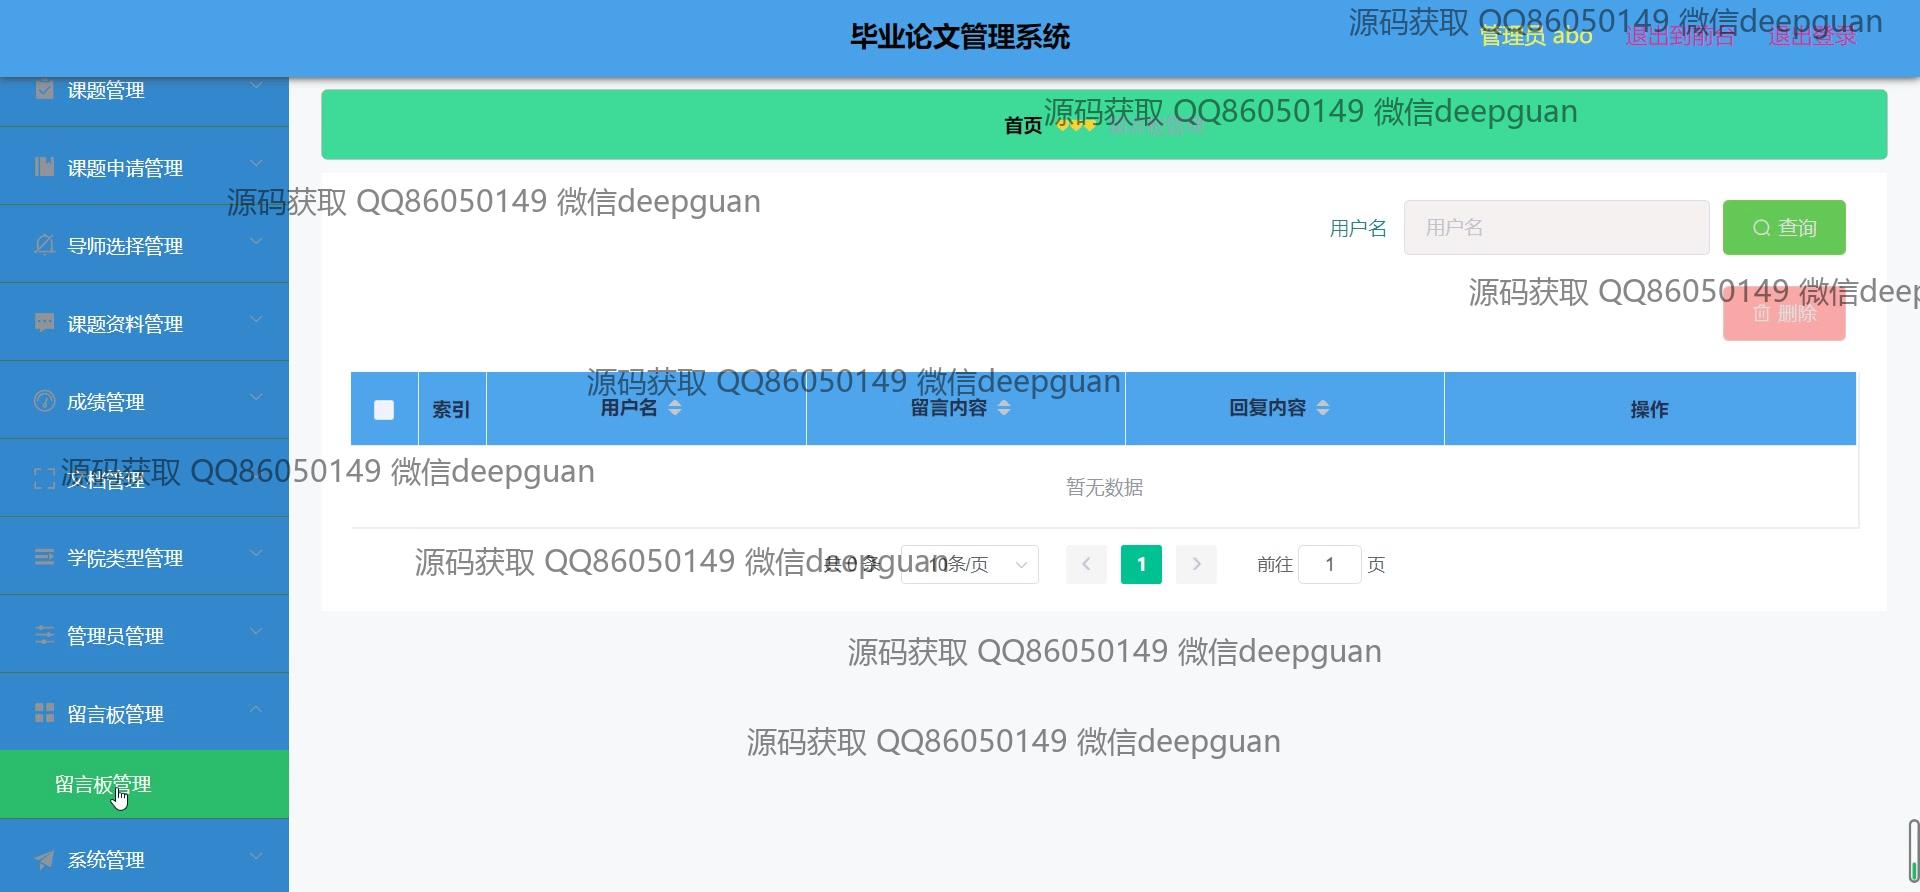 毕业论文管理系统
管理员 abo
退出到前台
退出登录
源码获取 QQ86050149 微信deepguan
课题管理
课题申请管理
导师选择管理
课题资料管理
成绩管理
文档管理
学院类型管理
管理员管理
留言板管理
留言板管理
系统管理
首页
源码获取 QQ86050149 微信deepguan
源码获取 QQ86050149 微信deepguan
用户名
用户名
查询
源码获取 QQ86050149 微信deep
删除
源码获取 QQ86050149 微信deepguan
索引
用户名
留言内容
回复内容
操作
源码获取 QQ86050149 微信deepguan
暂无数据
源码获取 QQ86050149 微信deepguan
共 0 条
10条/页
1
前往
1
页
源码获取 QQ86050149 微信deepguan
源码获取 QQ86050149 微信deepguan